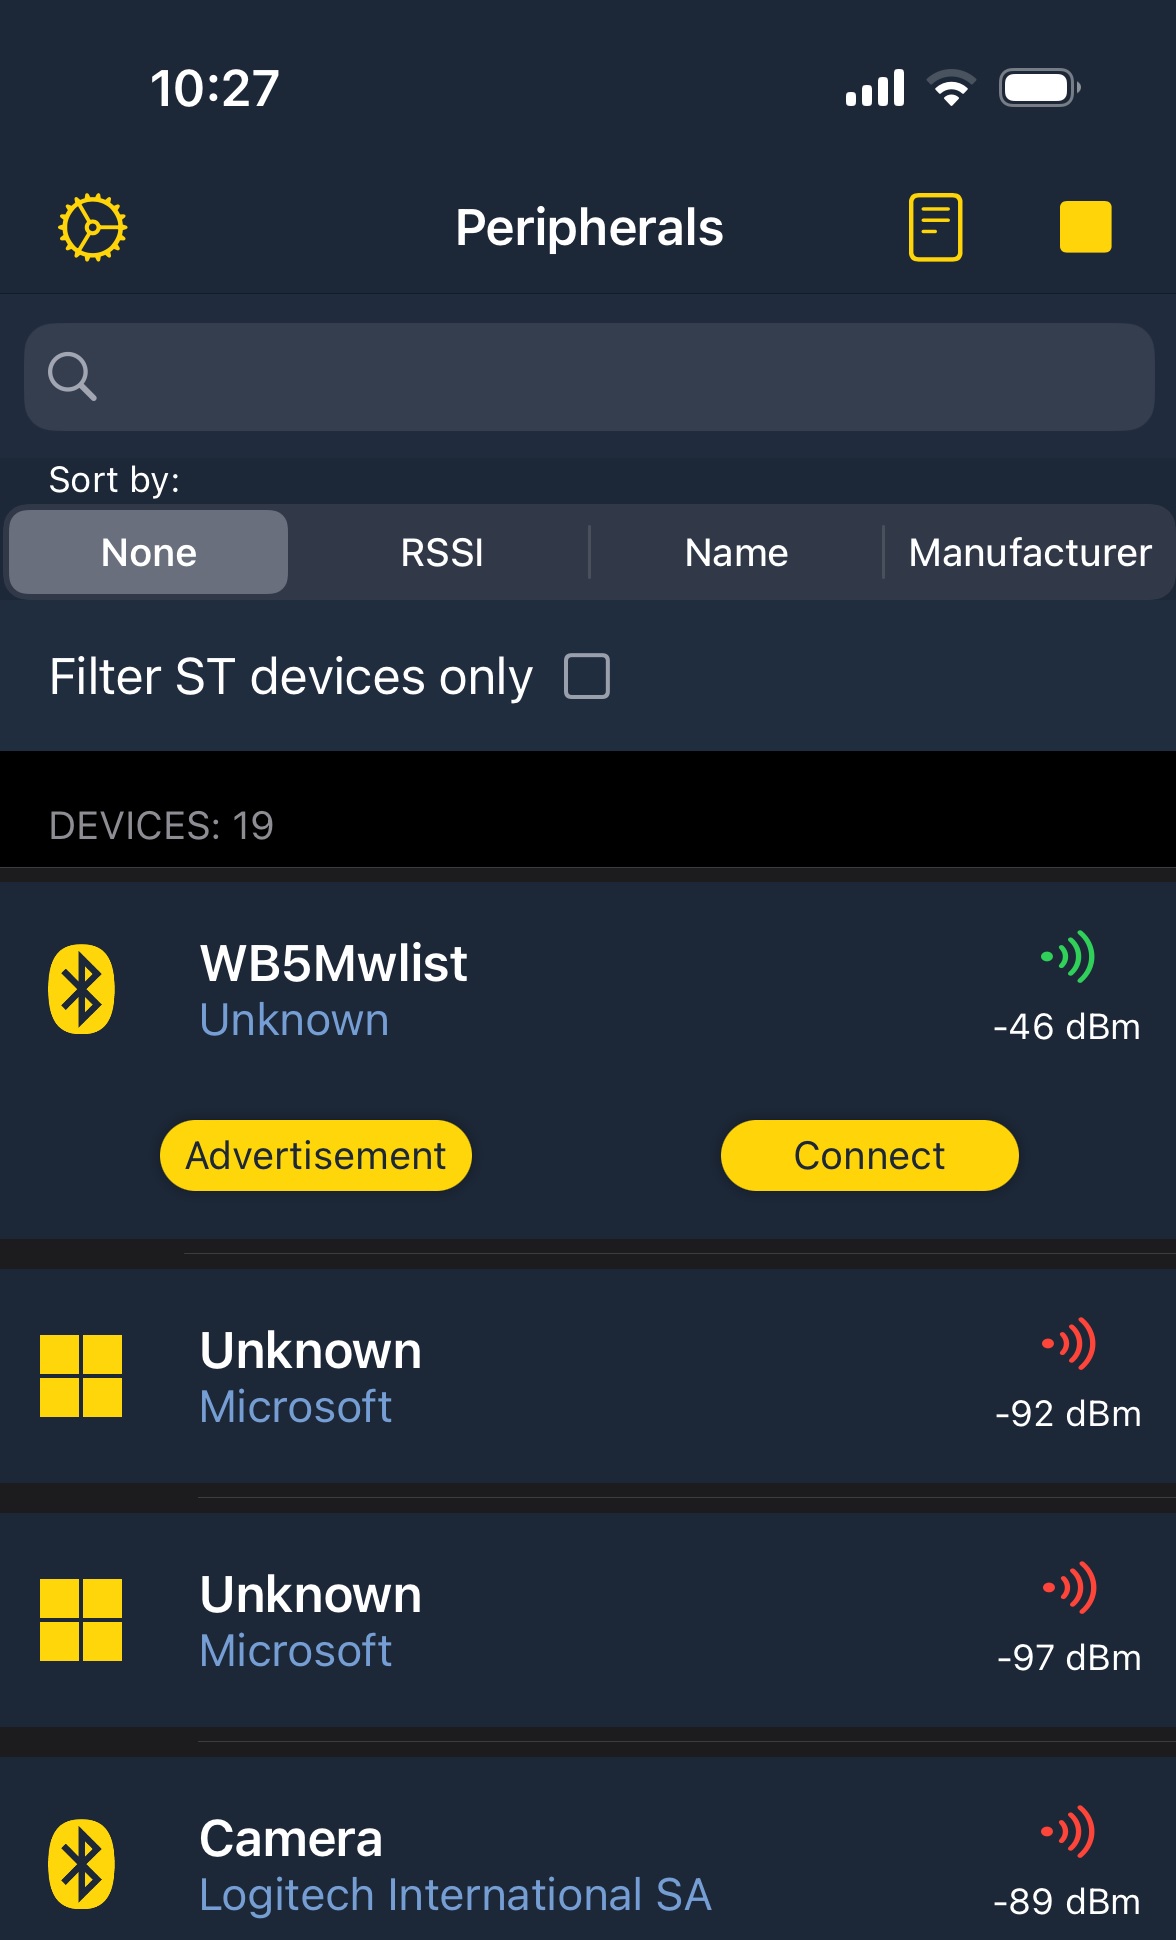 10:27
Peripherals
Sort by:
None RSSI Name Manufacturer
Filter ST devices only
DEVICES: 19
WB5Mwlist
Unknown
-46 dBm
Advertisement Connect
Unknown
Microsoft
-92 dBm
Unknown
Microsoft
-97 dBm
Camera
Logitech International SA
-89 dBm